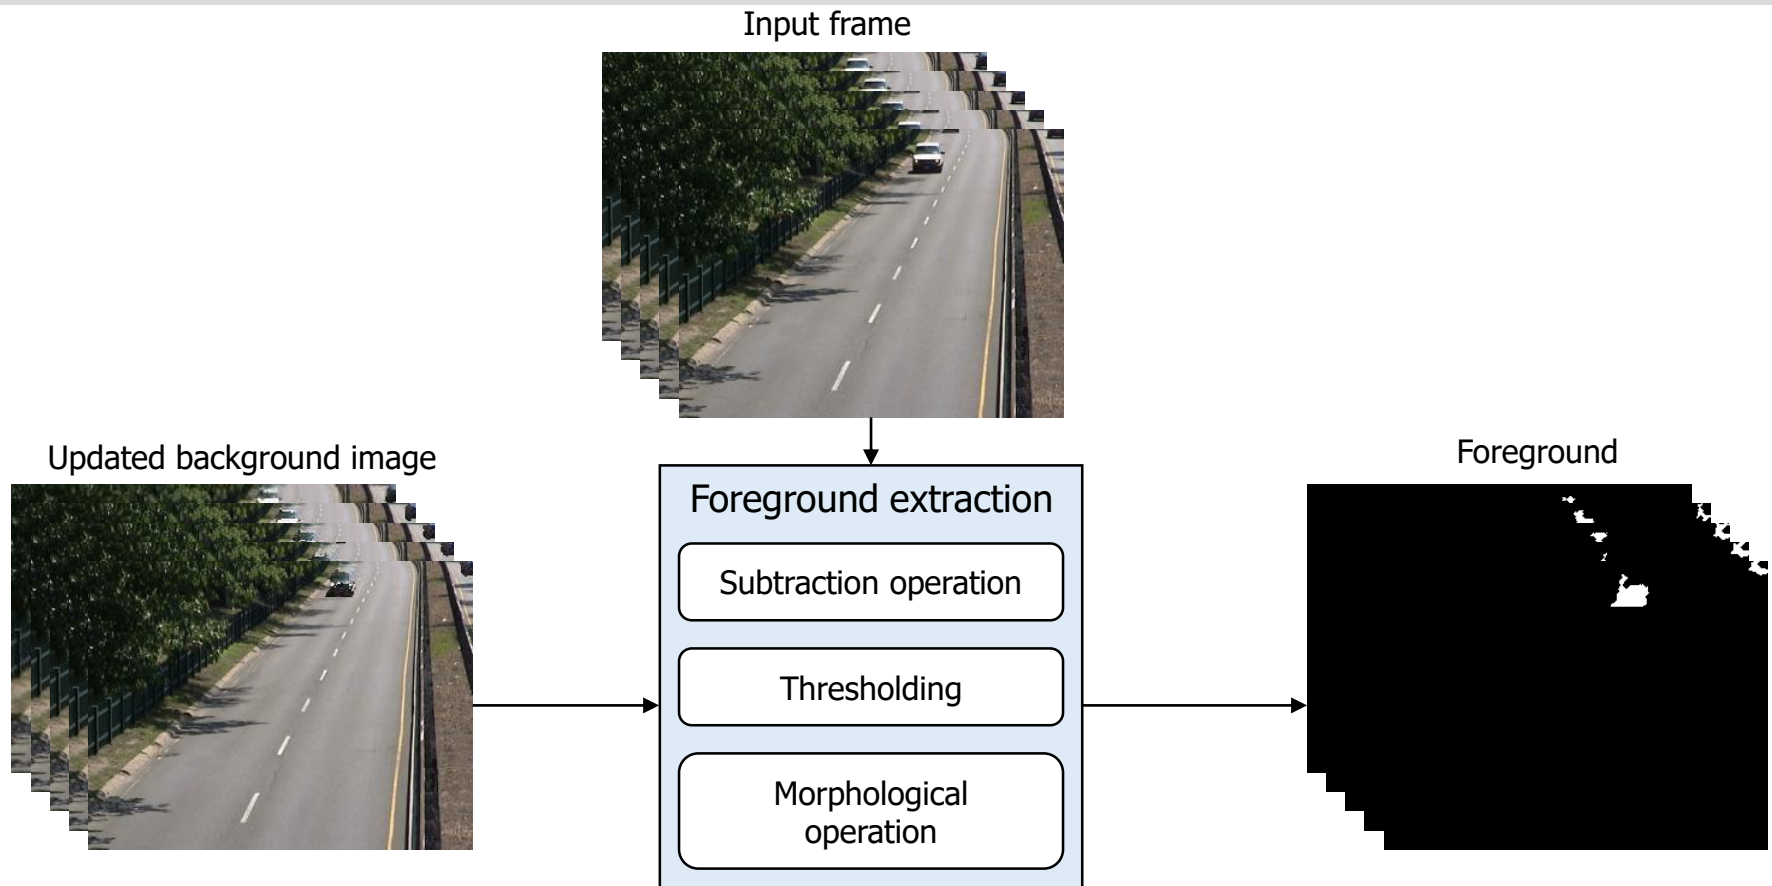 Input frame
Updated background image
Foreground
Foreground extraction
Subtraction operation
Thresholding
Morphological
operation